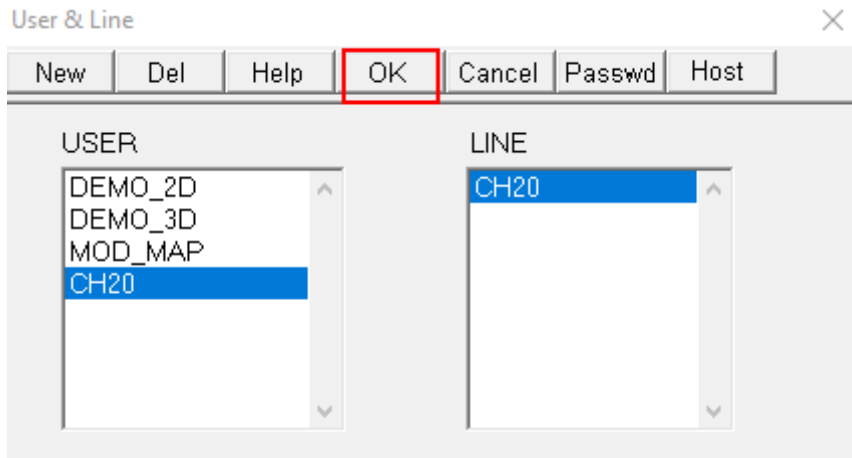 User & Line
New Del Help OK Cancel Passwd Host
USER
DEMO_2D
DEMO_3D
MOD_MAP
CH20
LINE
CH20